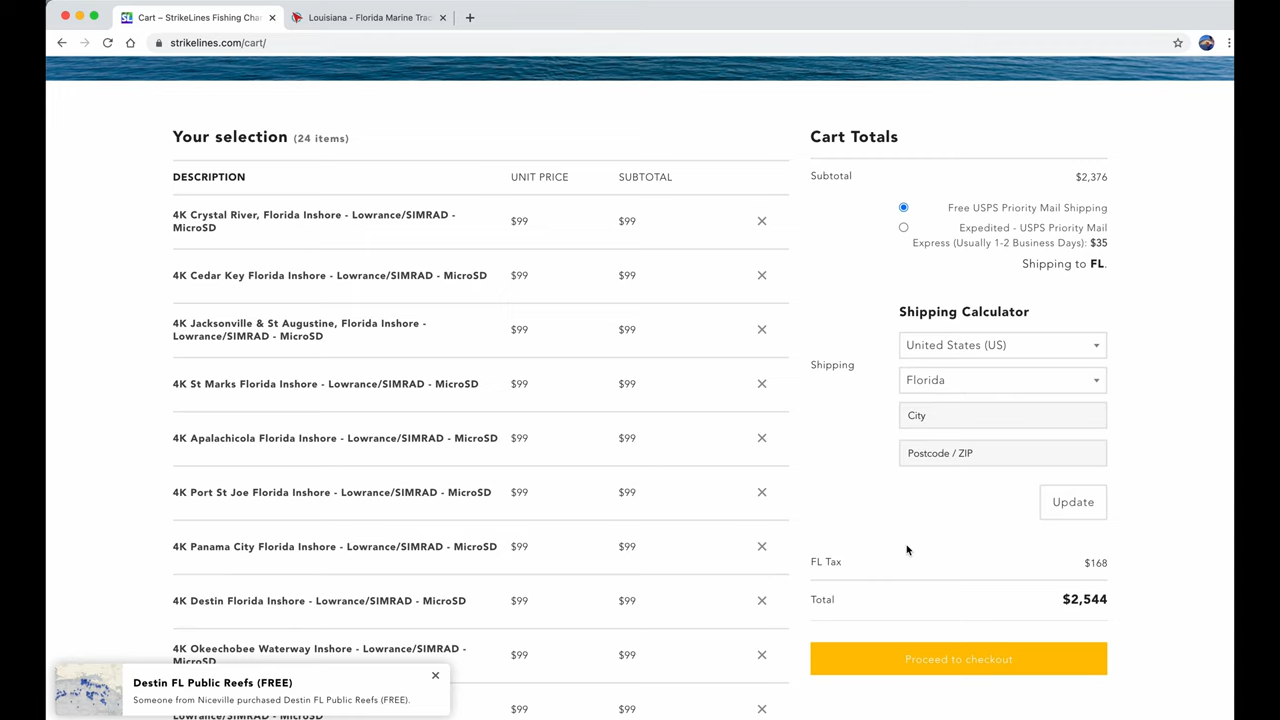 Cart – StrikeLines Fishing Cha
Louisiana - Florida Marine Trac
strikelines.com/cart/
Your selection (24 items)
DESCRIPTION UNIT PRICE SUBTOTAL
4K Crystal River, Florida Inshore - Lowrance/SIMRAD -
MicroSD
$99 $99
4K Cedar Key Florida Inshore - Lowrance/SIMRAD - MicroSD $99 $99
4K Jacksonville & St Augustine, Florida Inshore -
Lowrance/SIMRAD - MicroSD
$99 $99
4K St Marks Florida Inshore - Lowrance/SIMRAD - MicroSD $99 $99
4K Apalachicola Florida Inshore - Lowrance/SIMRAD - MicroSD $99 $99
4K Port St Joe Florida Inshore - Lowrance/SIMRAD - MicroSD $99 $99
4K Panama City Florida Inshore - Lowrance/SIMRAD - MicroSD $99 $99
4K Destin Florida Inshore - Lowrance/SIMRAD - MicroSD $99 $99
4K Okeechobee Waterway Inshore - Lowrance/SIMRAD -
MicroSD
$99 $99
Lowrance/SIMRAD - MicroSD
$99 $99
Destin FL Public Reefs (FREE)
Someone from Niceville purchased Destin FL Public Reefs (FREE).
Cart Totals
Subtotal $2,376
Free USPS Priority Mail Shipping
Expedited - USPS Priority Mail
Express (Usually 1-2 Business Days): $35
Shipping to FL.
Shipping Calculator
Shipping
United States (US)
Florida
City
Postcode / ZIP
Update
FL Tax $168
Total $2,544
Proceed to checkout